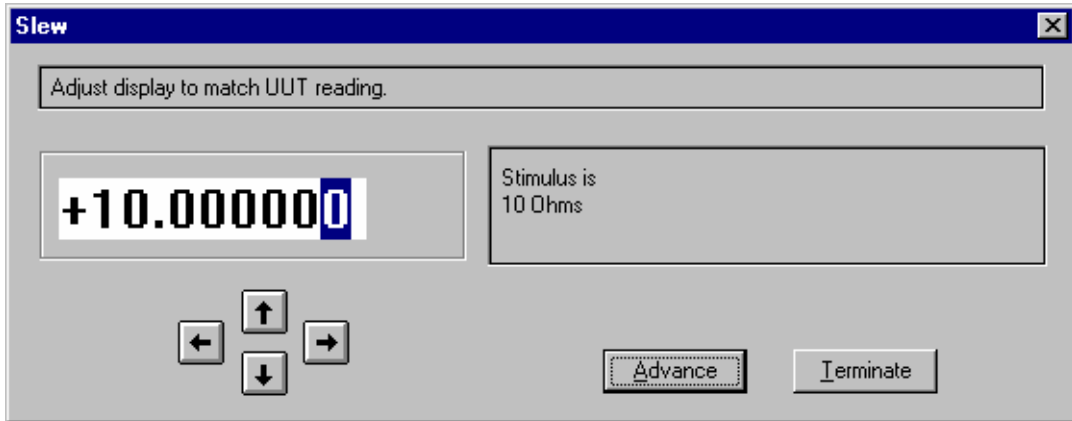 Slew
Adjust display to match UUT reading.
+10.000000
Stimulus is
10 Ohms
Advance
Terminate